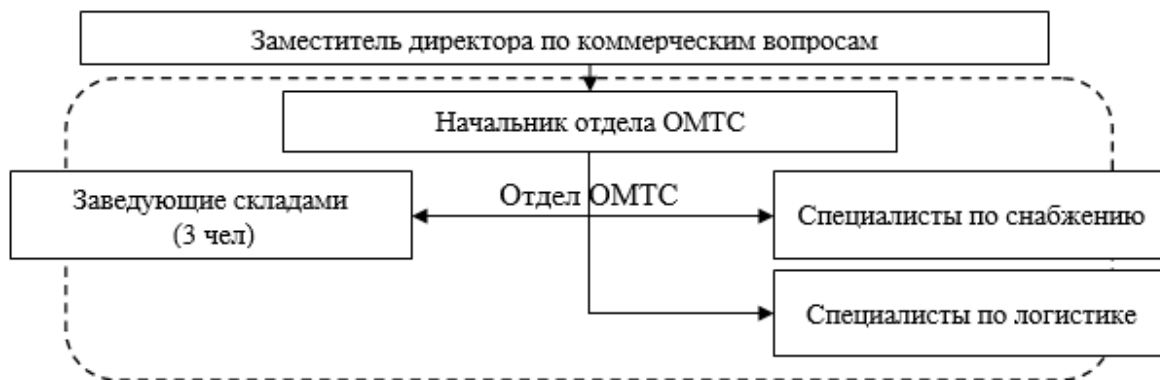 Заместитель директора по коммерческим вопросам
Начальник отдела ОМТС
Заведующие складами
(3 чел)
Отдел ОМТС
Специалисты по снабжению
Специалисты по логистике